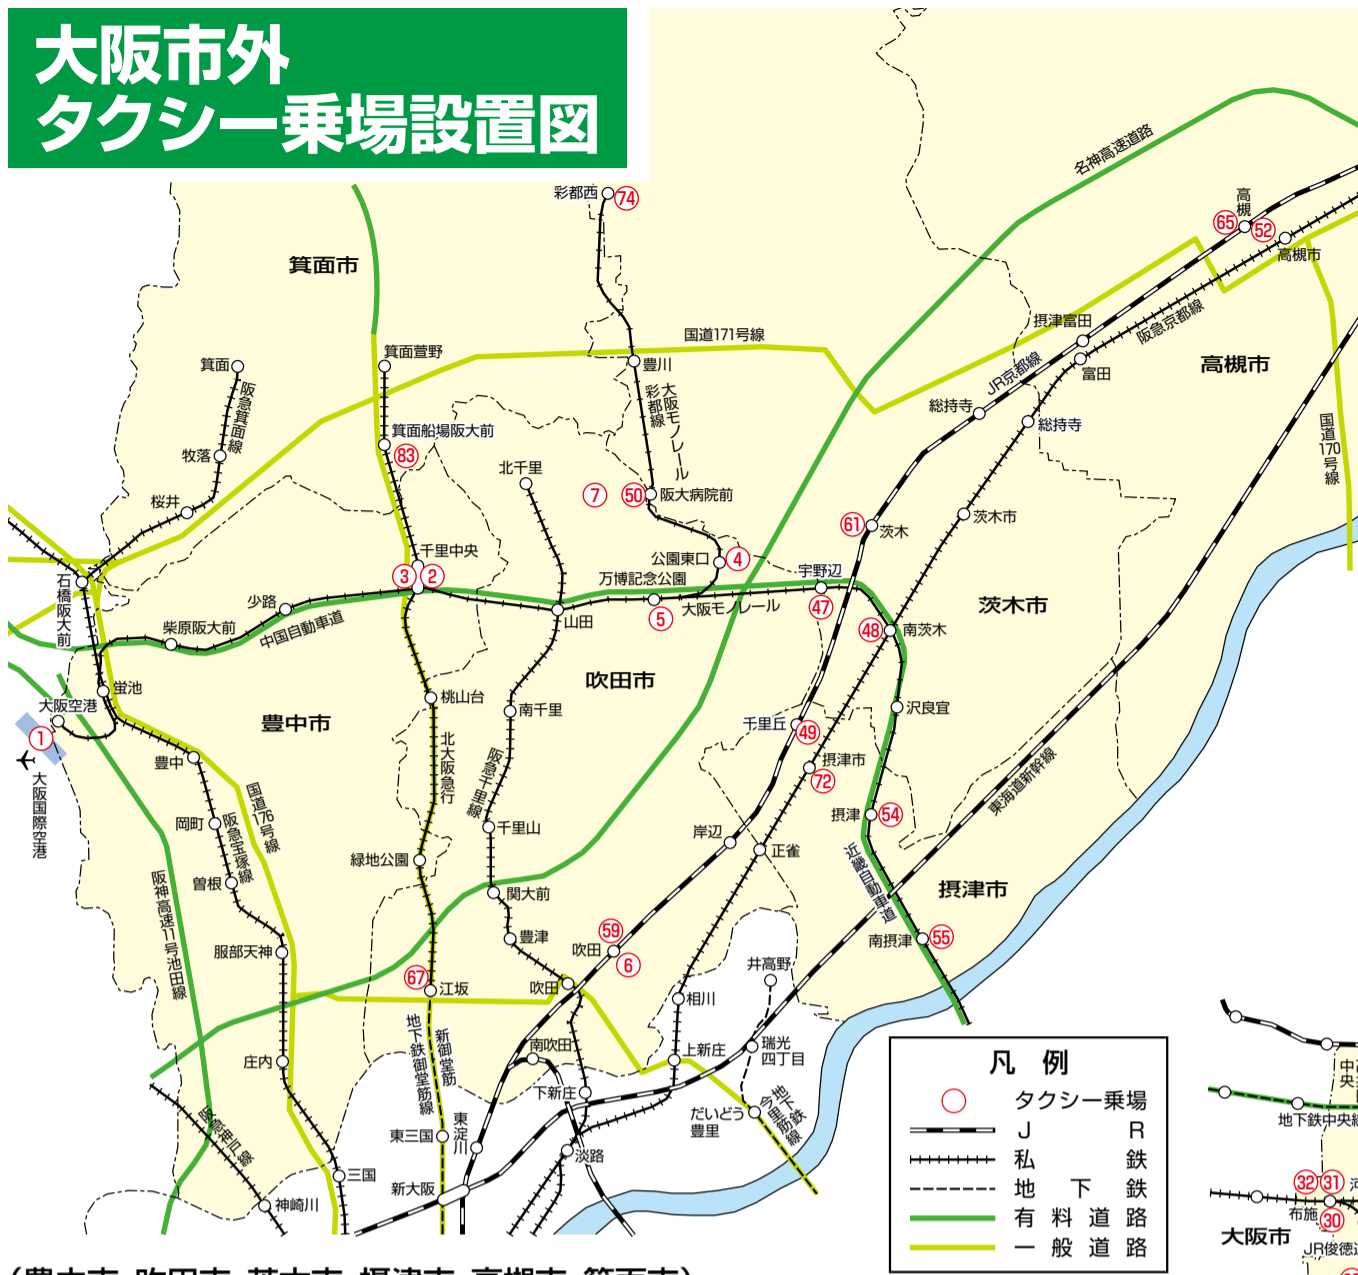 大阪市外
タクシー乗場設置図
彩都西
74
名神高速道路
高槻
65
52
高槻市
箕面市
国道171号線
摂津富田
阪急京都線
箕面
箕面萱野
豊川
JR京都線
富田
高槻市
阪急箕面線
大阪モノレール
彩都線
総持寺
総持寺
国道170号線
箕面船場阪大前
83
牧落
北千里
7
50
阪大病院前
桜井
61
茨木
茨木市
千里中央
3
2
公園東口
4
石橋阪大前
万博記念公園
宇野辺
少路
5
大阪モノレール
47
茨木市
柴原阪大前
中国自動車道
山田
48
南茨木
吹田市
蛍池
大阪空港
桃山台
南千里
沢良宜
豊中市
千里丘
49
1
豊中
北大阪急行
摂津市
72
大阪国際空港
国道176号線
阪急千里線
東海道新幹線
岡町
阪急宝塚線
千里山
岸辺
摂津
54
緑地公園
正雀
近畿自動車道
曽根
関大前
摂津市
阪神高速11号池田線
豊津
59
服部天神
吹田
6
南摂津
55
67
江坂
吹田
井高野
相川
地下鉄御堂筋線
新御堂筋
庄内
南吹田
上新庄
瑞光
四丁目
下新庄
だいどう
豊里
地下鉄
今里筋線
阪急神戸線
東三国
東淀川
淡路
三国
新大阪
神崎川
凡例
タクシー乗場
JR
私鉄
地下鉄
有料道路
一般道路
地下鉄中央線
32
31
布施
30
大阪市
JR俊徳道
(豊中市・吹田市・茨木市・摂津市・高槻市・箕面市)